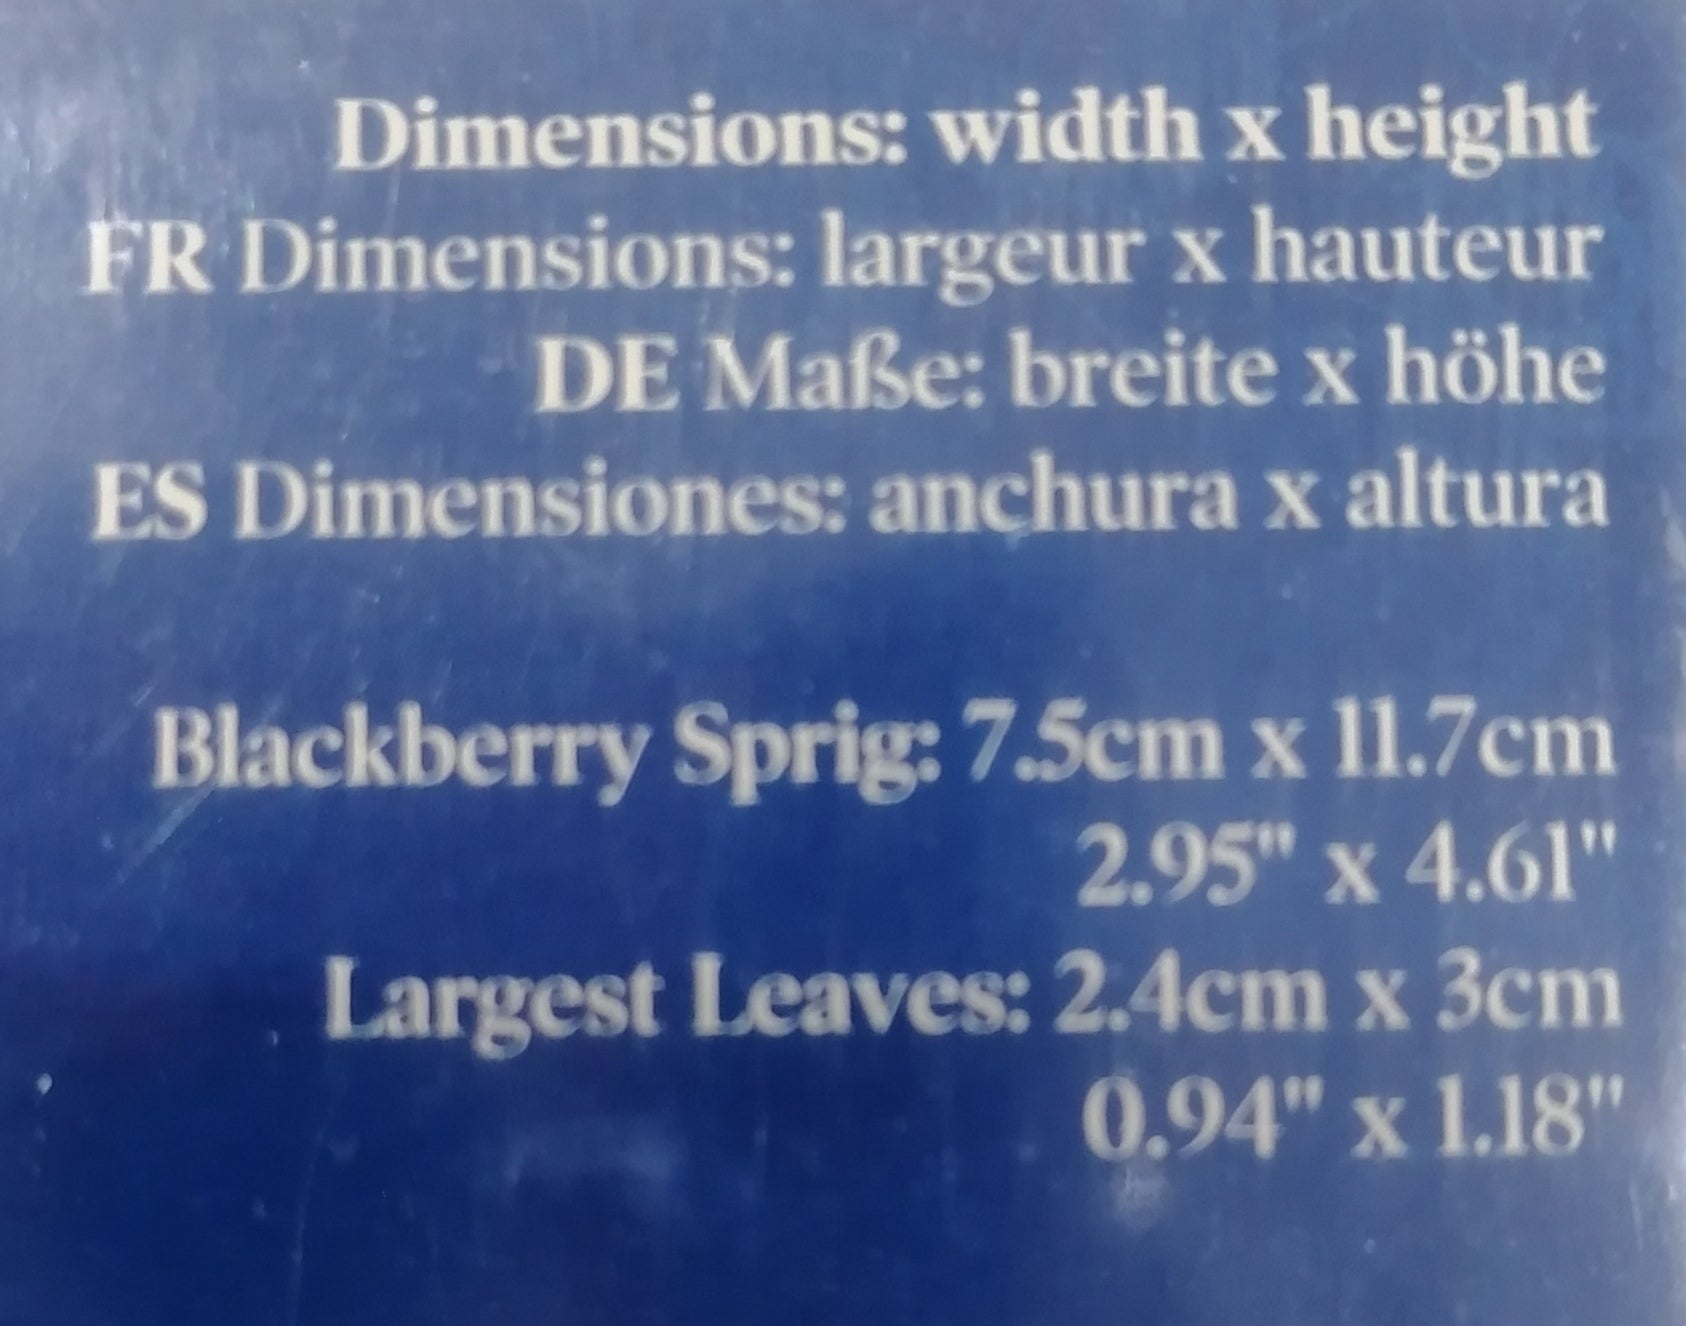 Dimensions: width x height
FR Dimensions: largeur x hauteur
DE Maße: breite x höhe
ES Dimensiones: anchura x altura
Blackberry Sprig: 7.5cm x 11.7cm
2.95" x 4.61"
Largest Leaves: 2.4cm x 3cm
0.94" x 1.18"